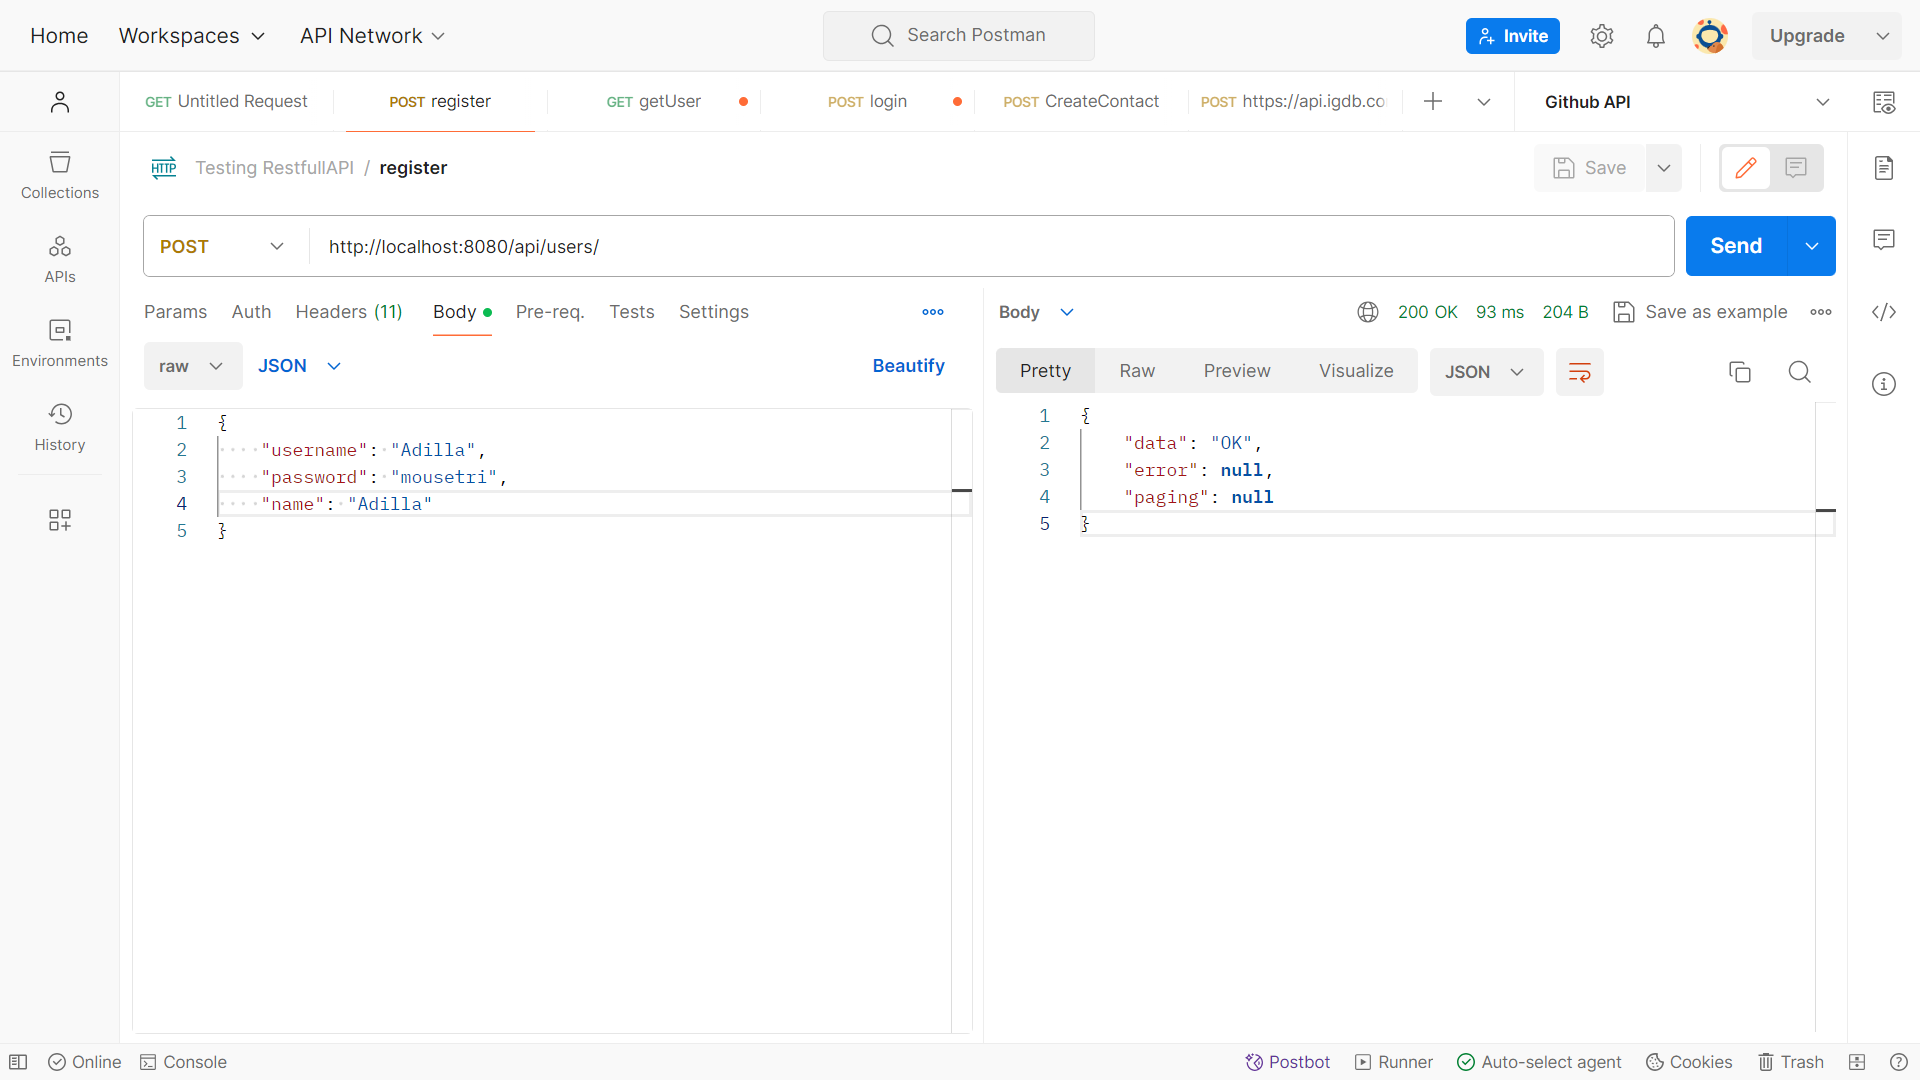 Home Workspaces API Network Search Postman Invite Upgrade
GET Untitled Request POST register GET getUser POST login POST CreateContact POST https://api.igdb.co Github API
HTTP Testing RestfullAPI / register Save
Collections
POST http://localhost:8080/api/users/ Send
APIs
Params Auth Headers (11) Body Pre-req. Tests Settings Body 200 OK 93 ms 204 B Save as example
Environments
raw JSON Beautify Pretty Raw Preview Visualize JSON
History
1 {
2 "username": "Adilla",
3 "password": "mousetri",
4 "name": "Adilla"
5 }
1 {
2 "data": "OK",
3 "error": null,
4 "paging": null
5 }
Online Console Postbot Runner Auto-select agent Cookies Trash